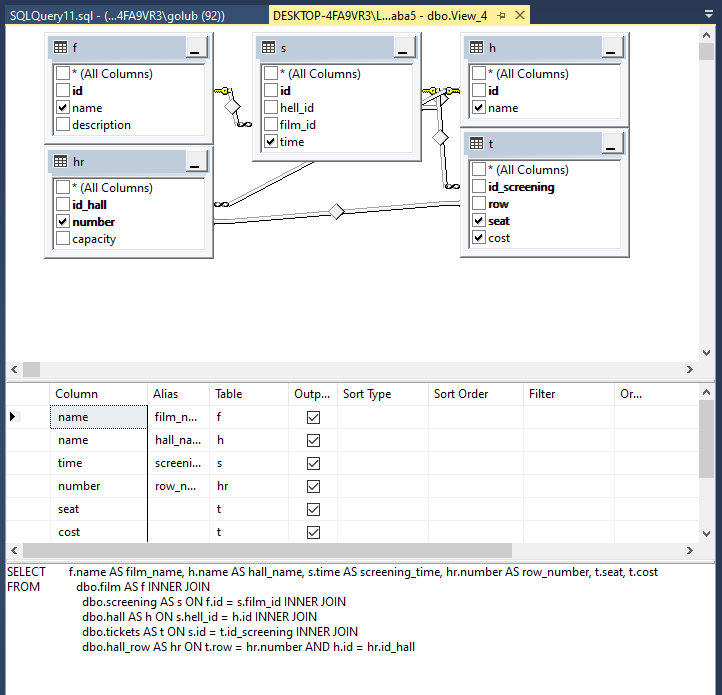 SQLQuery11.sql - (...4FA9VR3\golub (92))
DESKTOP-4FA9VR3\L...aba5 - dbo.View_4
f
* (All Columns)
id
name
description
s
* (All Columns)
id
hell_id
film_id
time
h
* (All Columns)
id
name
hr
* (All Columns)
id_hall
number
capacity
t
* (All Columns)
id_screening
row
seat
cost
Column Alias Table Outp... Sort Type Sort Order Filter Or...
name film_n... f
name hall_na... h
time screeni... s
number row_n... hr
seat t
cost t
SELECT f.name AS film_name, h.name AS hall_name, s.time AS screening_time, hr.number AS row_number, t.seat, t.cost
FROM dbo.film AS f INNER JOIN
dbo.screening AS s ON f.id = s.film_id INNER JOIN
dbo.hall AS h ON s.hell_id = h.id INNER JOIN
dbo.tickets AS t ON s.id = t.id_screening INNER JOIN
dbo.hall_row AS hr ON t.row = hr.number AND h.id = hr.id_hall